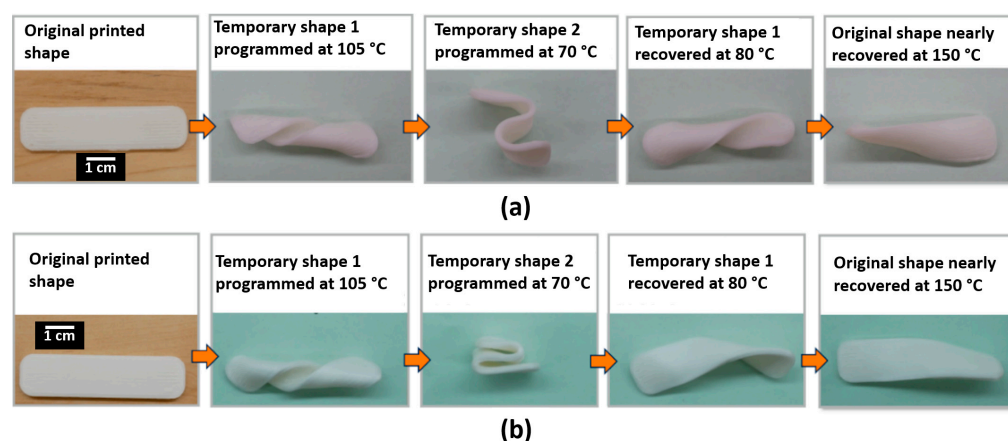 Original printed
shape
Temporary shape 1
programmed at 105 °C
Temporary shape 2
programmed at 70 °C
Temporary shape 1
recovered at 80 °C
Original shape nearly
recovered at 150 °C
1 cm
(a)
Original printed
shape
Temporary shape 1
programmed at 105 °C
Temporary shape 2
programmed at 70 °C
Temporary shape 1
recovered at 80 °C
Original shape nearly
recovered at 150 °C
1 cm
(b)